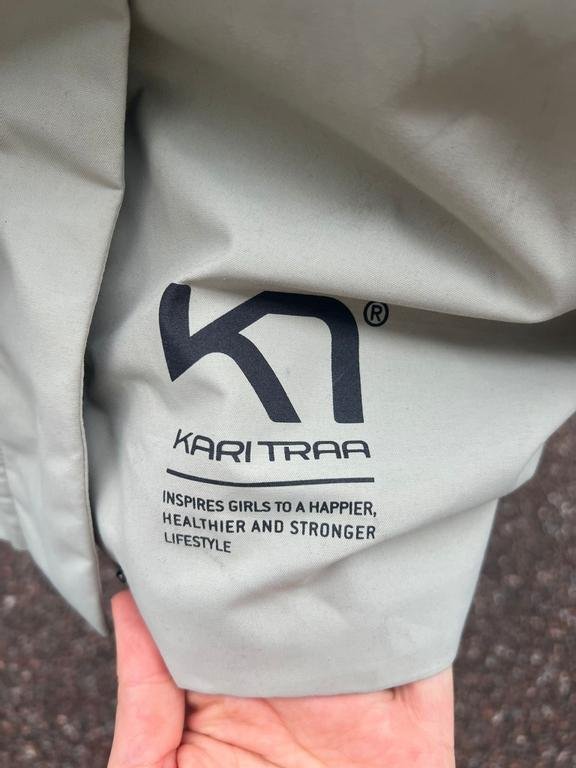 ®
KARI TRAA
INSPIRES GIRLS TO A HAPPIER,
HEALTHIER AND STRONGER
LIFESTYLE